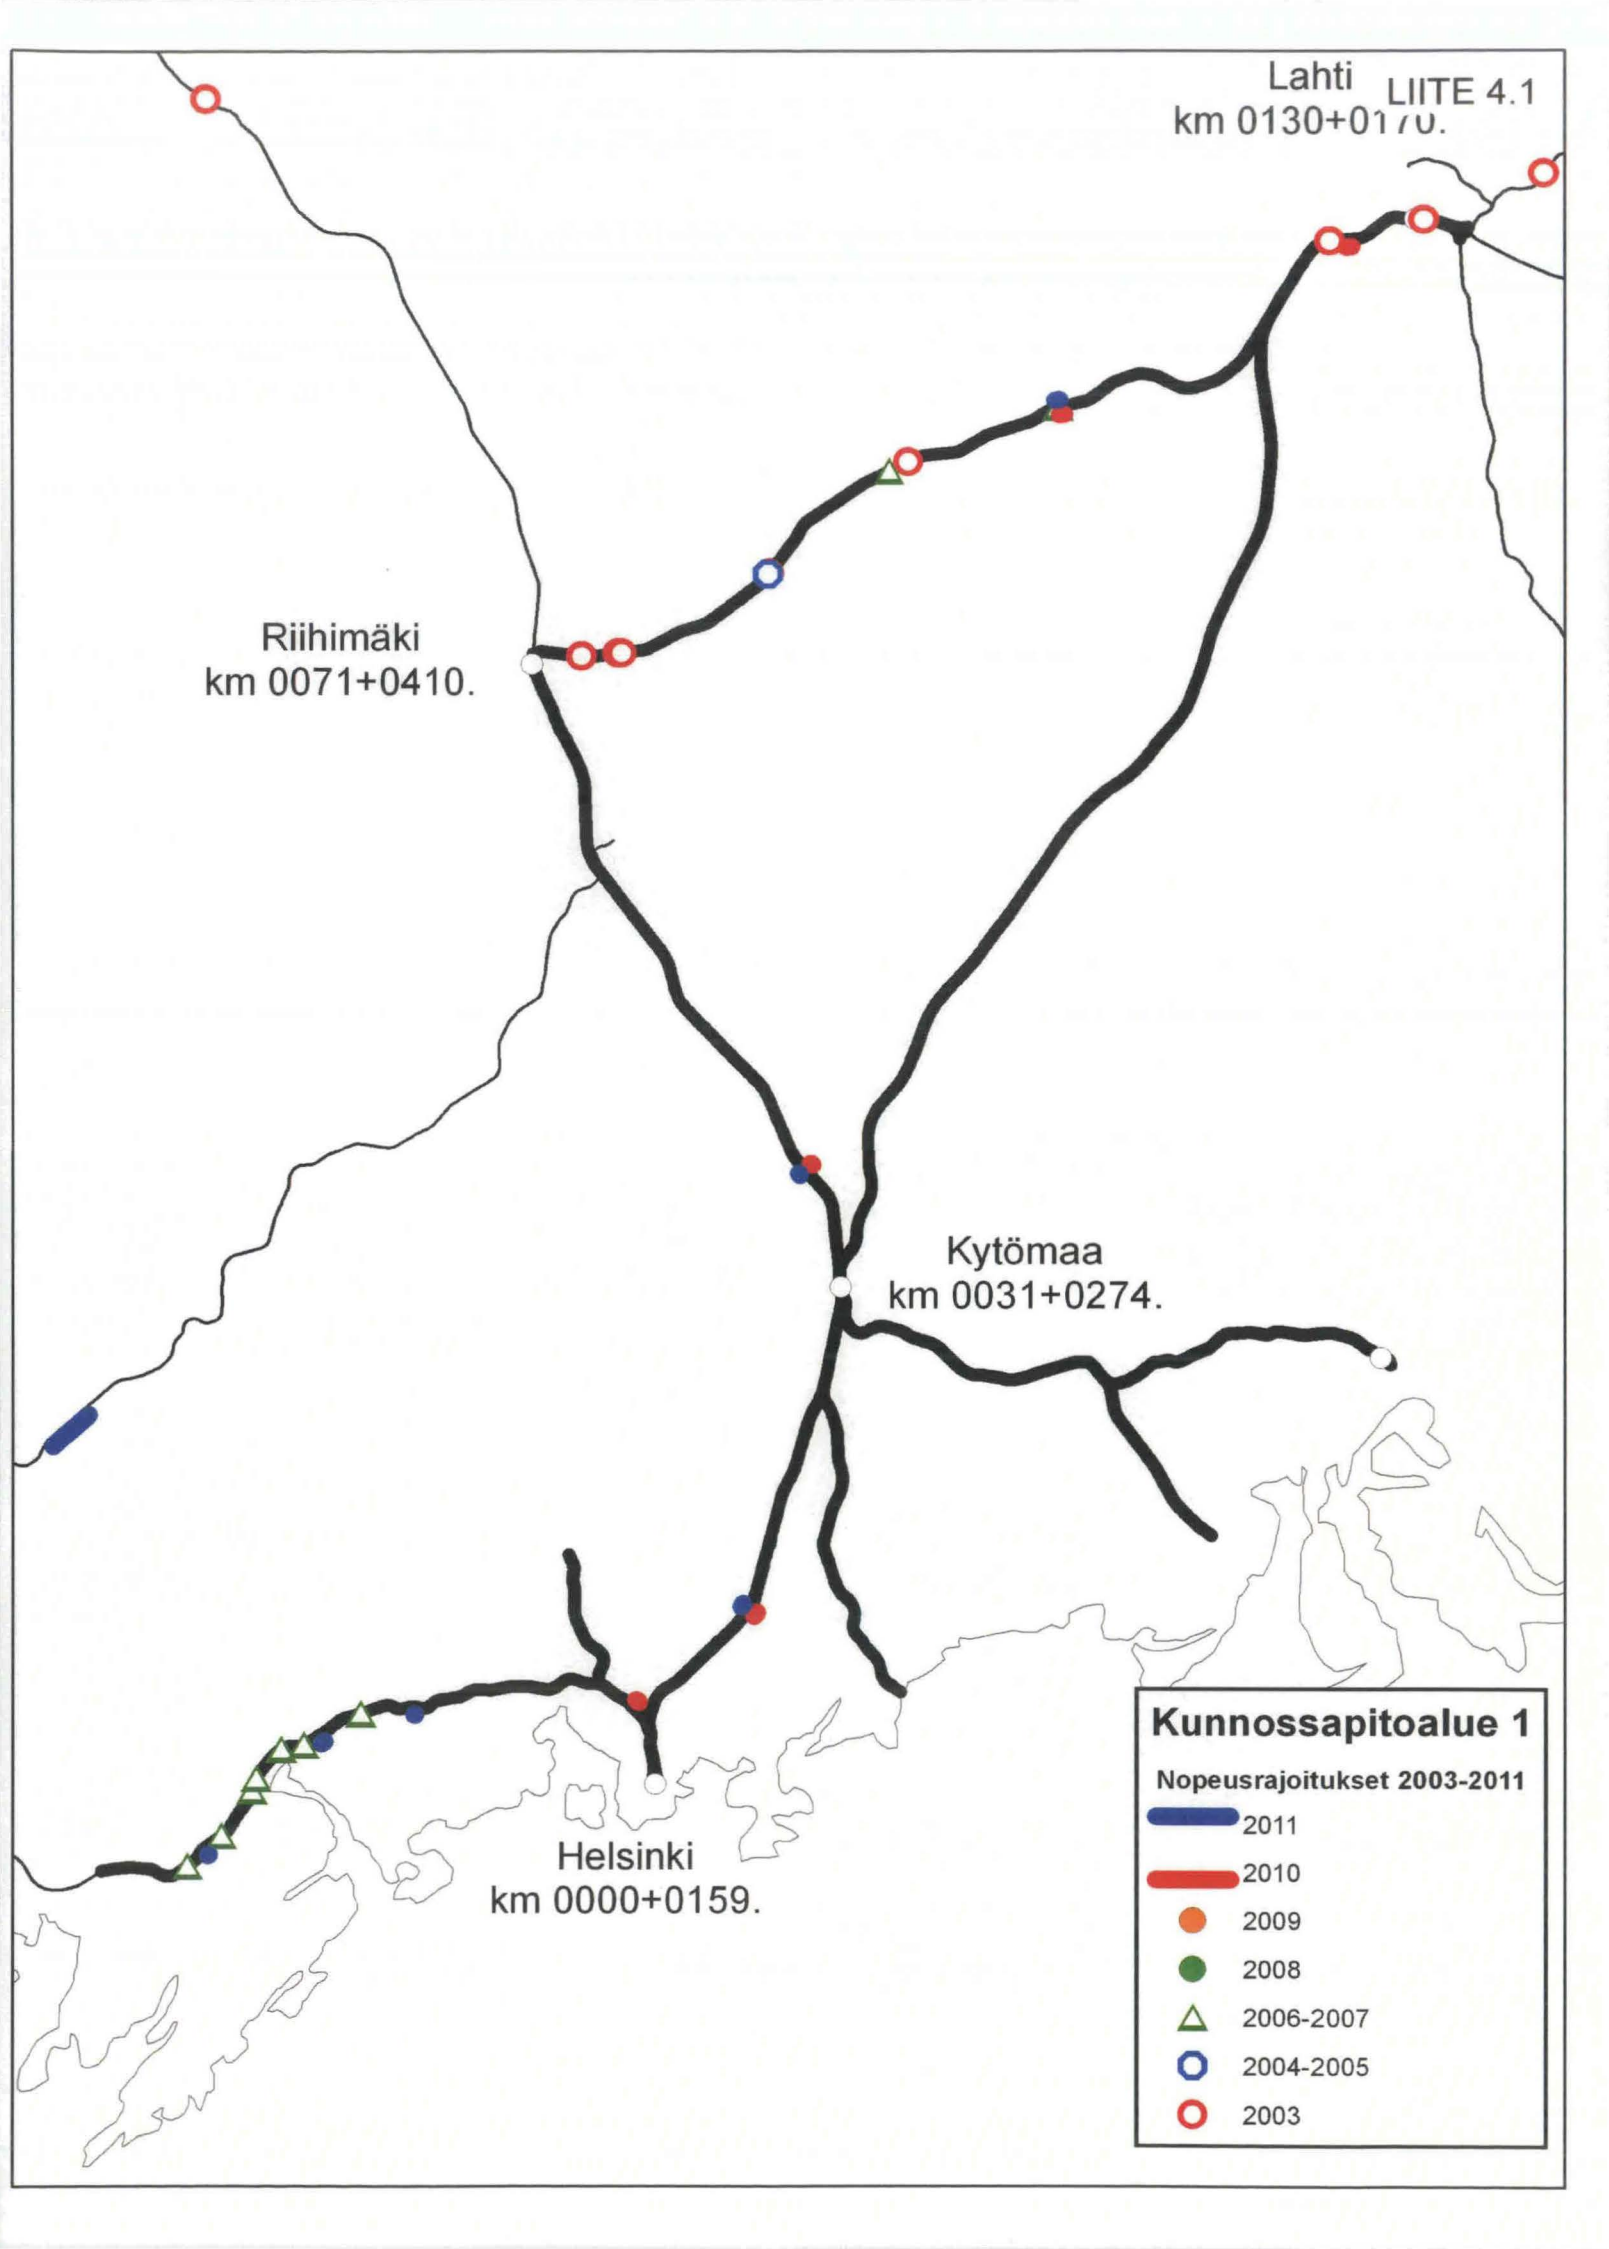 Lahti
LIITE 4.1
km 0130+0170.
Riihimäki
km 0071+0410.
Kytömaa
km 0031+0274.
Helsinki
km 0000+0159.
Kunnossapitoalue 1
Nopeusrajoitukset 2003-2011
2011
2010
2009
2008
2006-2007
2004-2005
2003